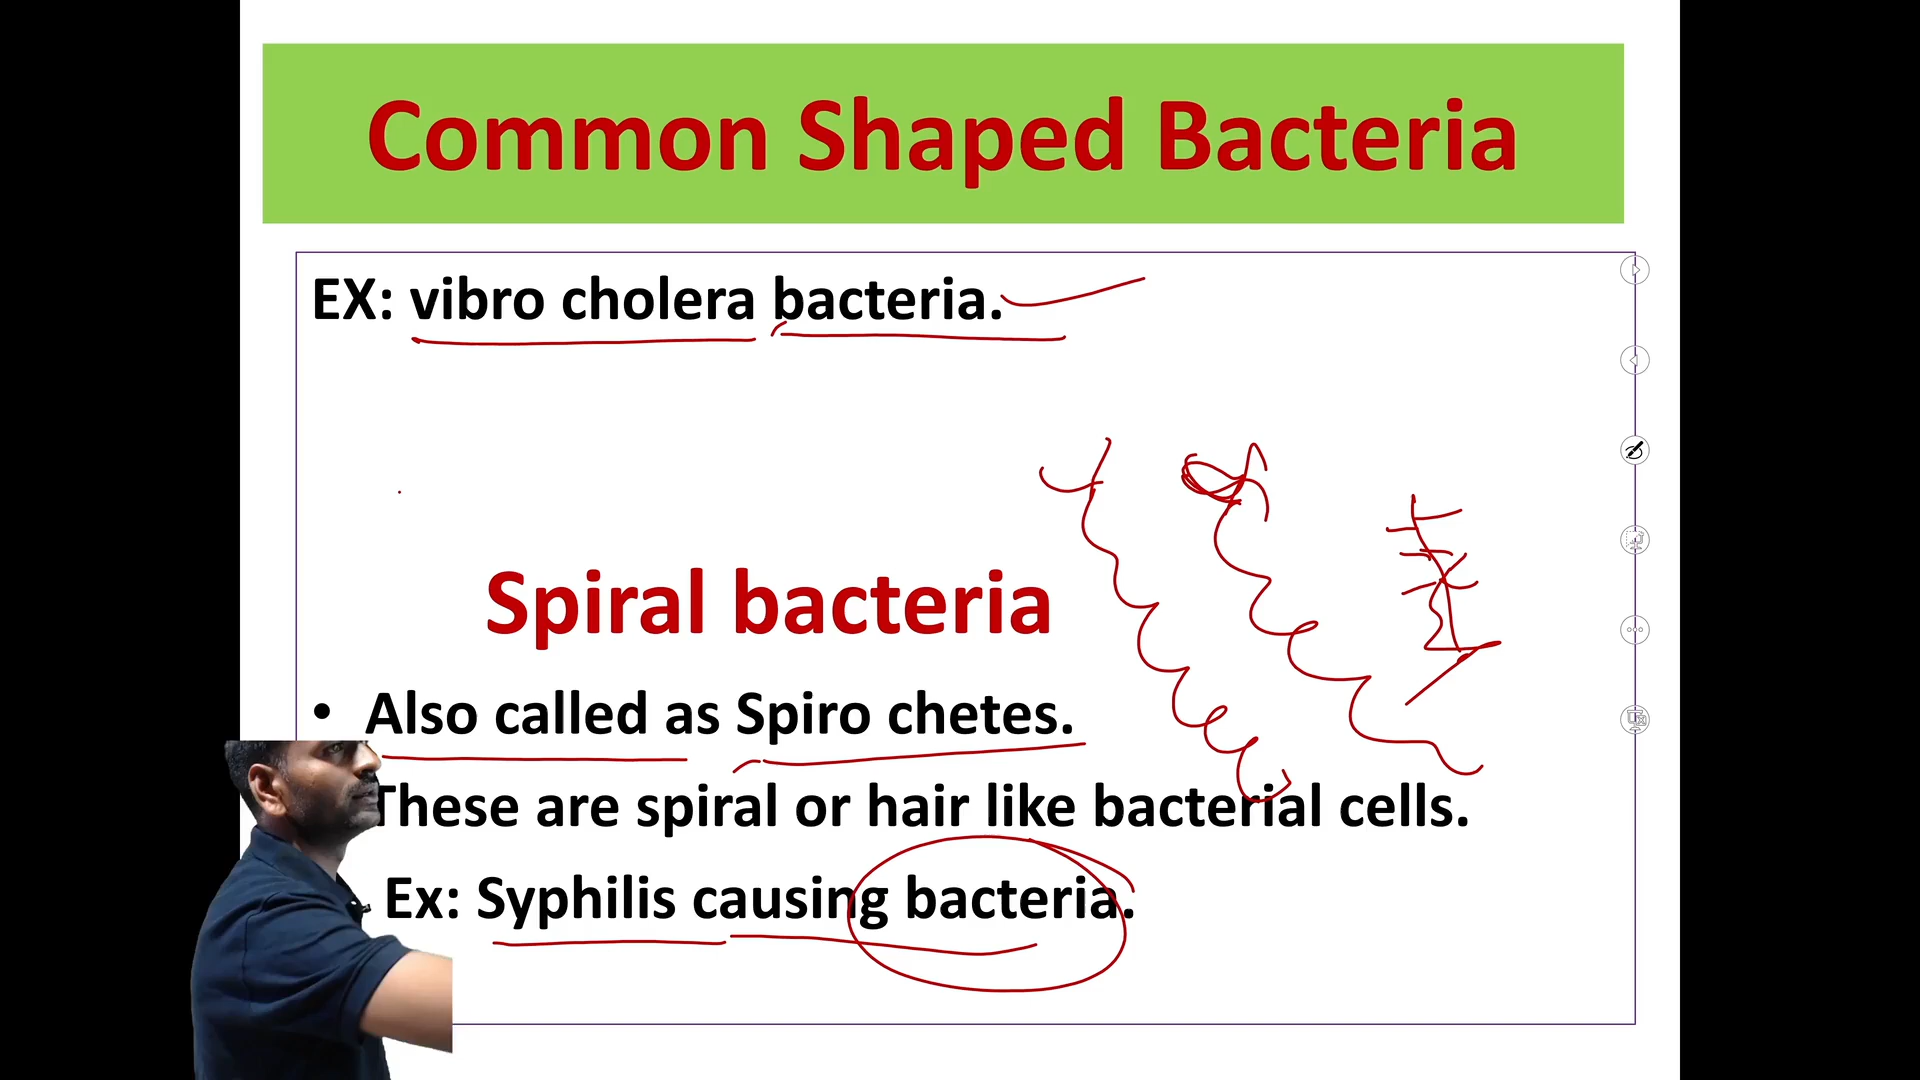 Common Shaped Bacteria
EX: vibro cholera bacteria.
Spiral bacteria
• Also called as Spiro chetes.
These are spiral or hair like bacterial cells.
Ex: Syphilis causing bacteria.